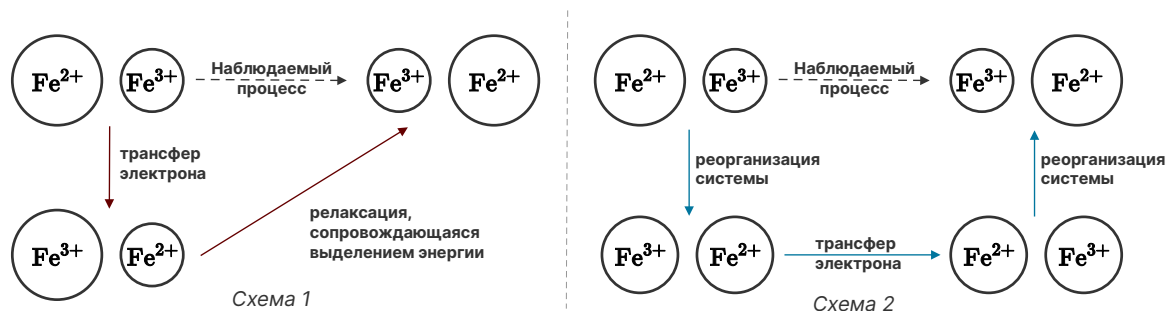 Fe²⁺ Fe³⁺ Наблюдаемый процесс Fe³⁺ Fe²⁺
трансфер
электрона
релаксация,
сопровождающаяся
выделением энергии
Fe³⁺ Fe²⁺
Схема 1
Fe²⁺ Fe³⁺ Наблюдаемый процесс Fe³⁺ Fe²⁺
реорганизация
системы
реорганизация
системы
Fe³⁺ Fe²⁺ трансфер электрона Fe²⁺ Fe³⁺
Схема 2